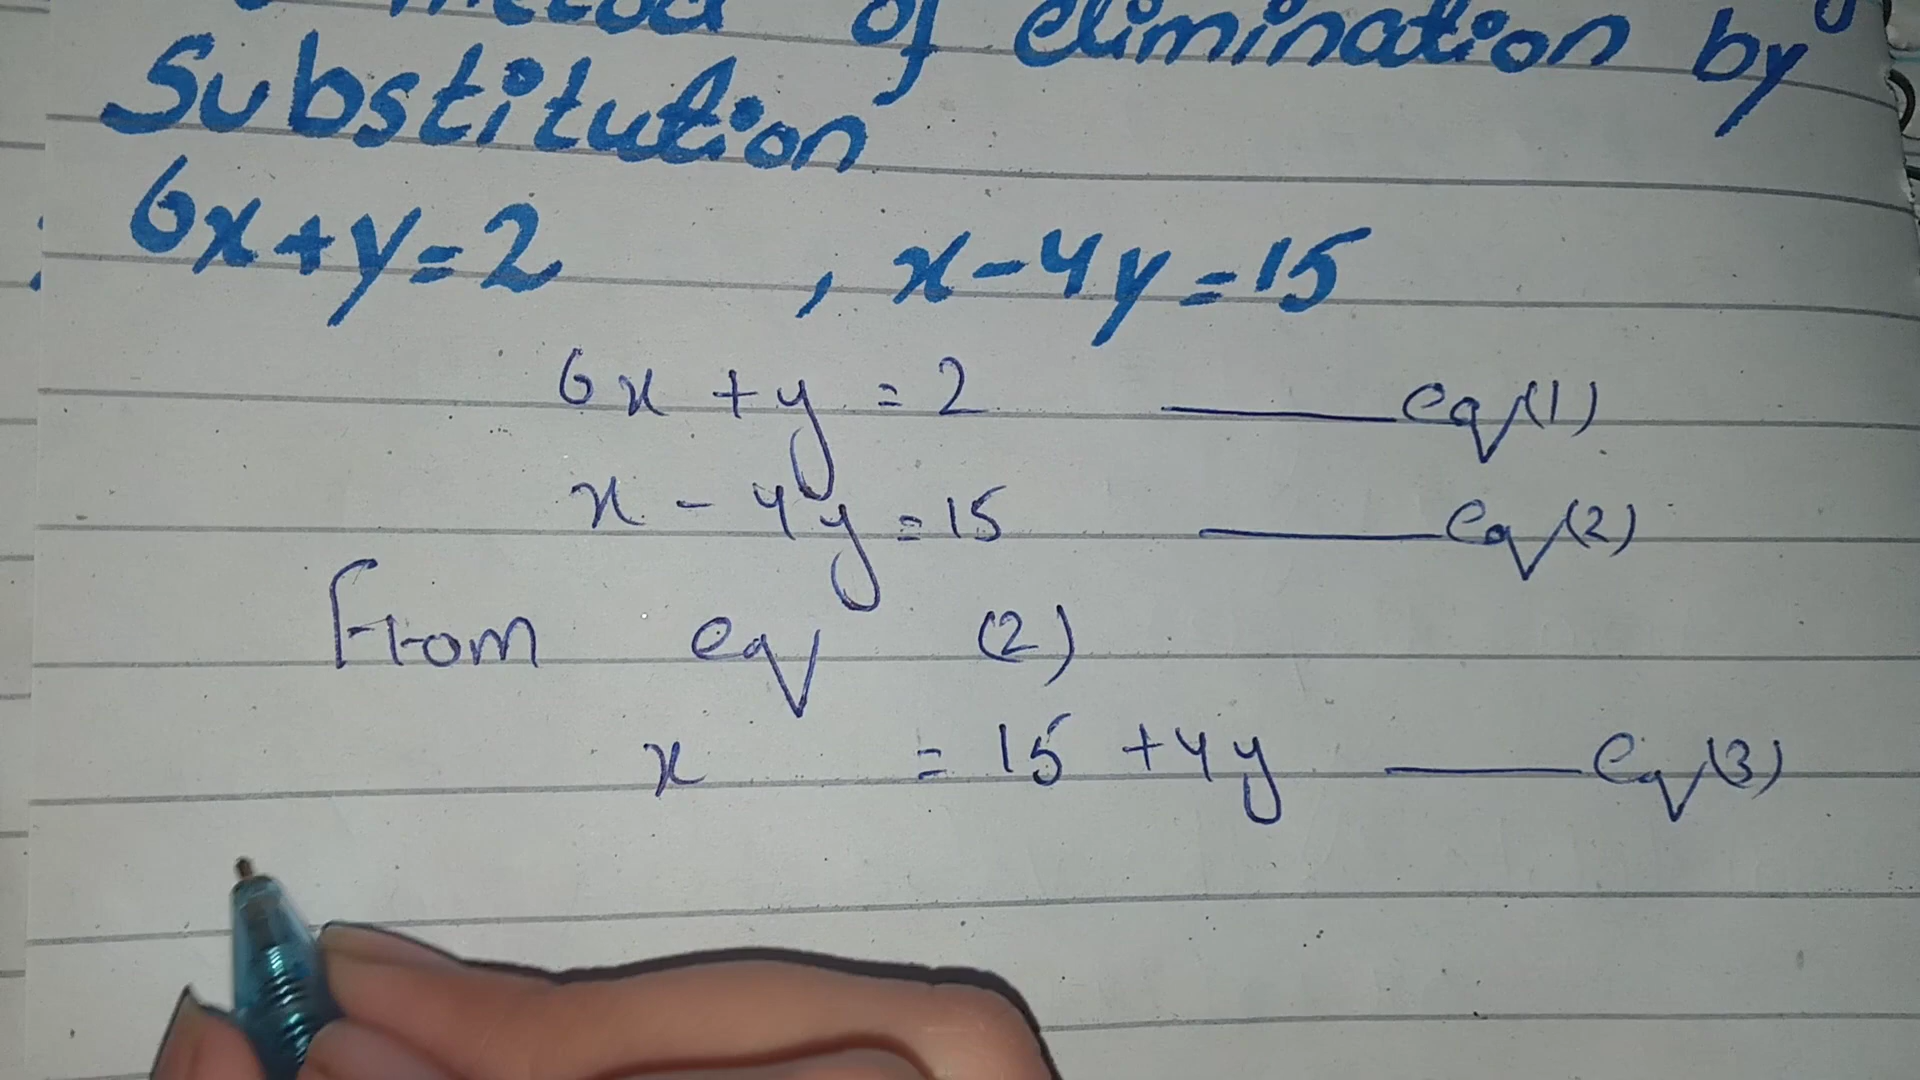 method of elimination by
Substitution
6x+y=2 , x-4y=15
6x + y = 2 ——— eq(1)
x - 4y = 15 ——— eq(2)
From eq (2)
x = 15 + 4y ——— eq(3)